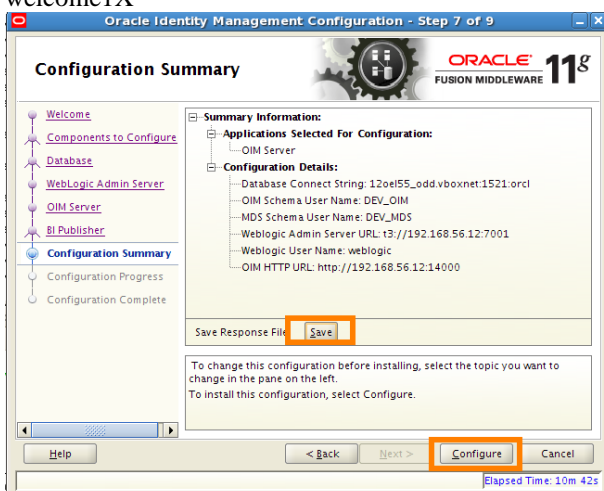 welcome1X
Oracle Identity Management Configuration - Step 7 of 9
Configuration Summary
ORACLE
FUSION MIDDLEWARE 11g
Welcome
Components to Configure
Database
WebLogic Admin Server
OIM Server
BI Publisher
Configuration Summary
Configuration Progress
Configuration Complete
Summary Information:
Applications Selected For Configuration:
OIM Server
Configuration Details:
Database Connect String: 12oel55_odd.vboxnet:1521:orcl
OIM Schema User Name: DEV_OIM
MDS Schema User Name: DEV_MDS
Weblogic Admin Server URL: t3://192.168.56.12:7001
Weblogic User Name: weblogic
OIM HTTP URL: http://192.168.56.12:14000
Save Response File Save
To change this configuration before installing, select the topic you want to
change in the pane on the left.
To install this configuration, select Configure.
Help < Back Next > Configure Cancel
Elapsed Time: 10m 42s